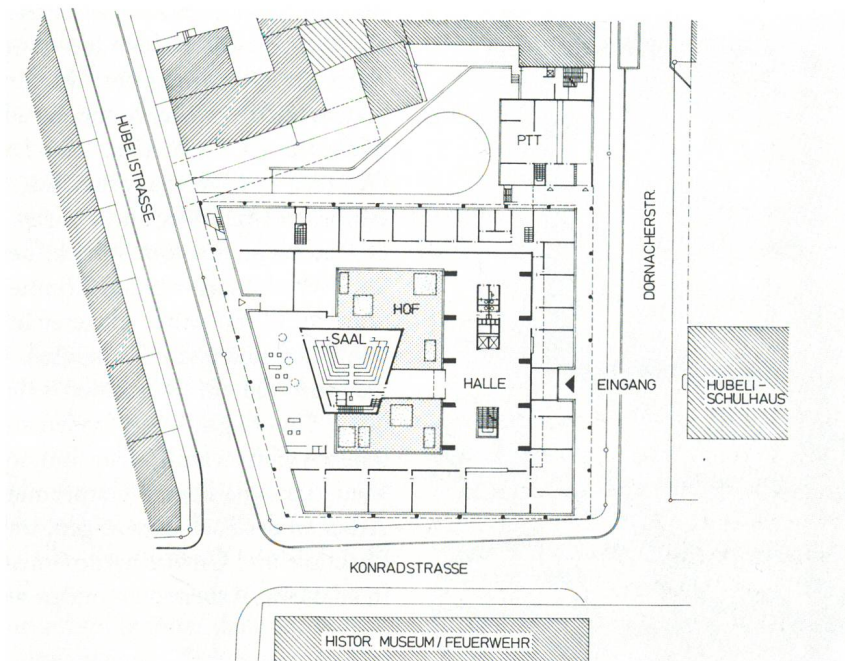 HÜBELISTRASSE
PTT
DORNACHERSTR.
HOF
SAAL
HALLE
EINGANG
HÜBELI-
SCHULHAUS
KONRADSTRASSE
HISTOR. MUSEUM / FEUERWEHR